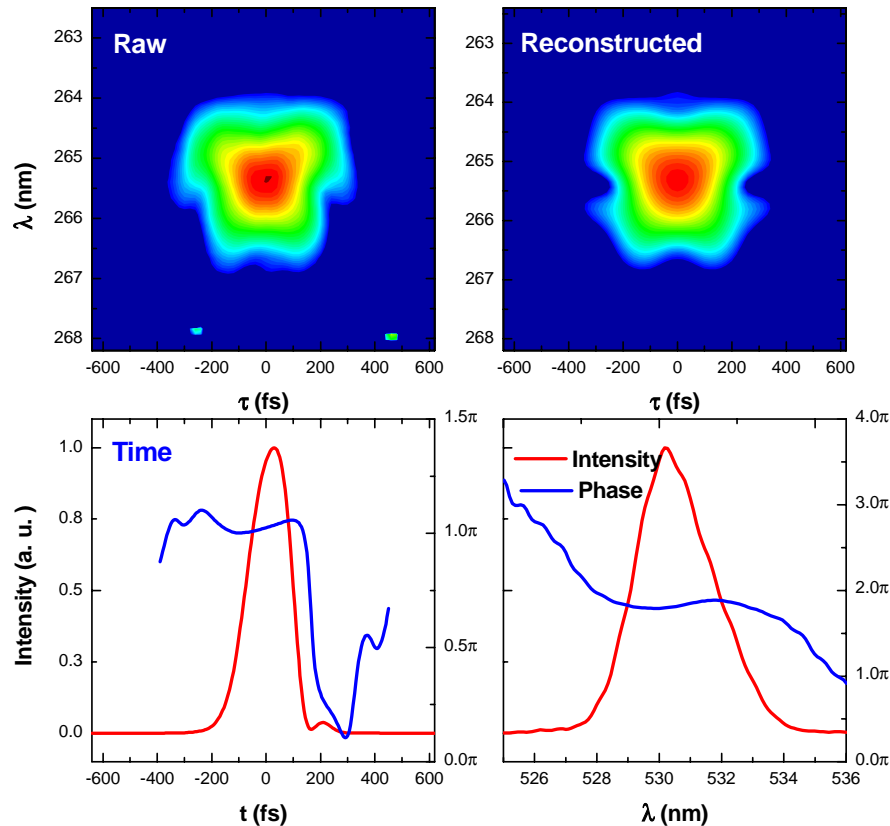 Raw
Reconstructed
263
264
265
266
267
268
λ (nm)
-600 -400 -200 0 200 400 600
τ (fs)
263
264
265
266
267
268
-600 -400 -200 0 200 400 600
τ (fs)
Time
1.0
0.8
0.5
0.3
0.0
Intensity (a. u. )
1.5π
1.0π
0.5π
0.0π
-600 -400 -200 0 200 400 600
t (fs)
Intensity
Phase
4.0π
3.0π
2.0π
1.0π
0.0π
526 528 530 532 534 536
λ (nm)